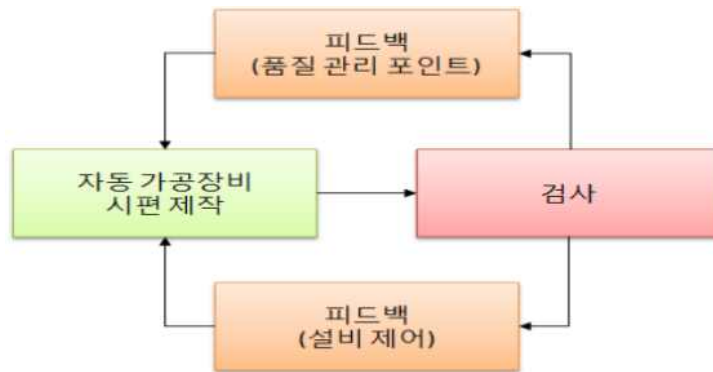 피드백
(품질 관리 포인트)
자동 가공장비
시편 제작
검사
피드백
(설비 제어)